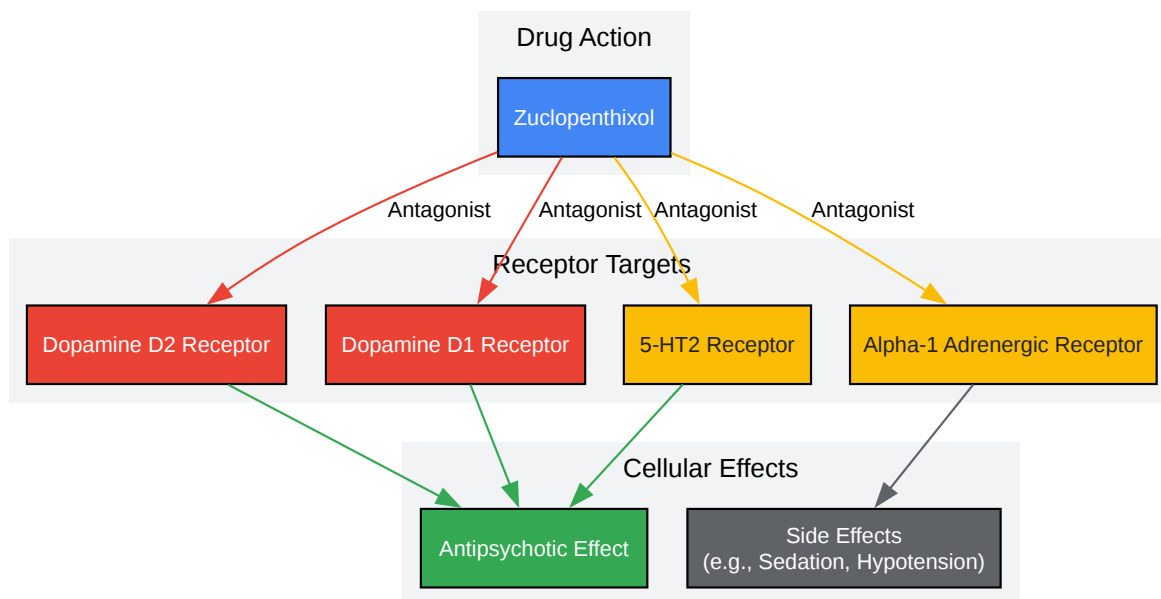 Drug Action
Zuclopenthixol
Antagonist
Antagonist
Antagonist
Antagonist
Receptor Targets
Dopamine D2 Receptor
Dopamine D1 Receptor
5-HT2 Receptor
Alpha-1 Adrenergic Receptor
Cellular Effects
Antipsychotic Effect
Side Effects
(e.g., Sedation, Hypotension)